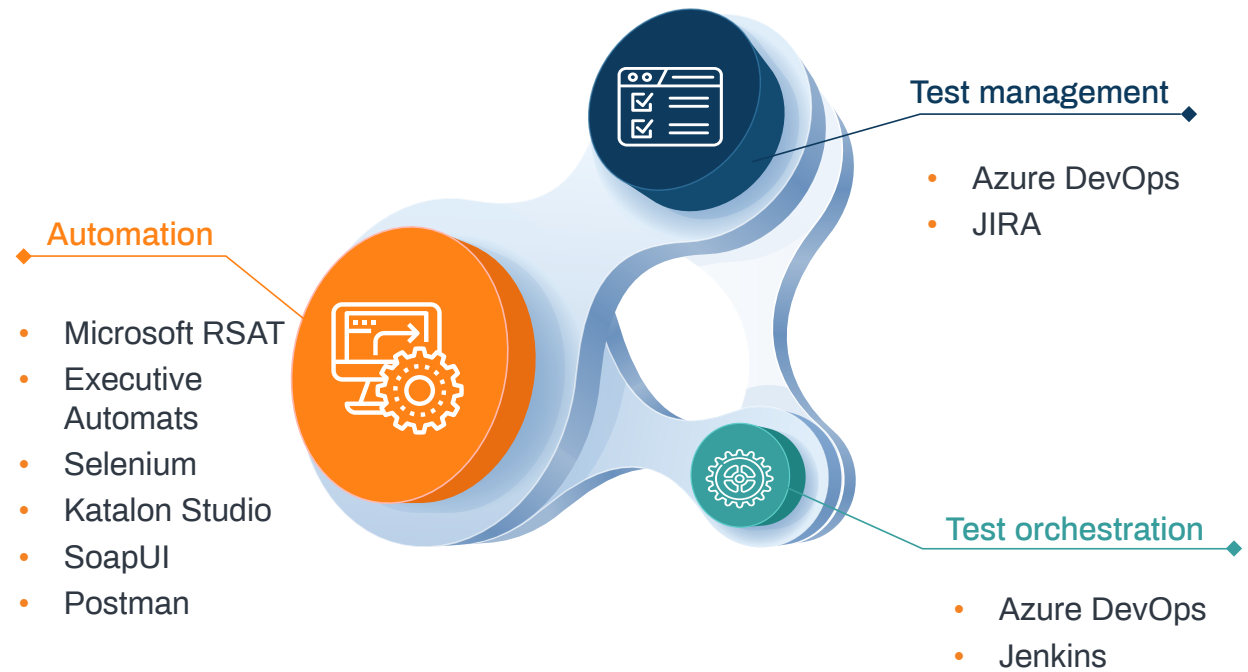 Test management
• Azure DevOps
• JIRA
Automation
• Microsoft RSAT
• Executive
Automats
• Selenium
• Katalon Studio
• SoapUI
• Postman
Test orchestration
• Azure DevOps
• Jenkins